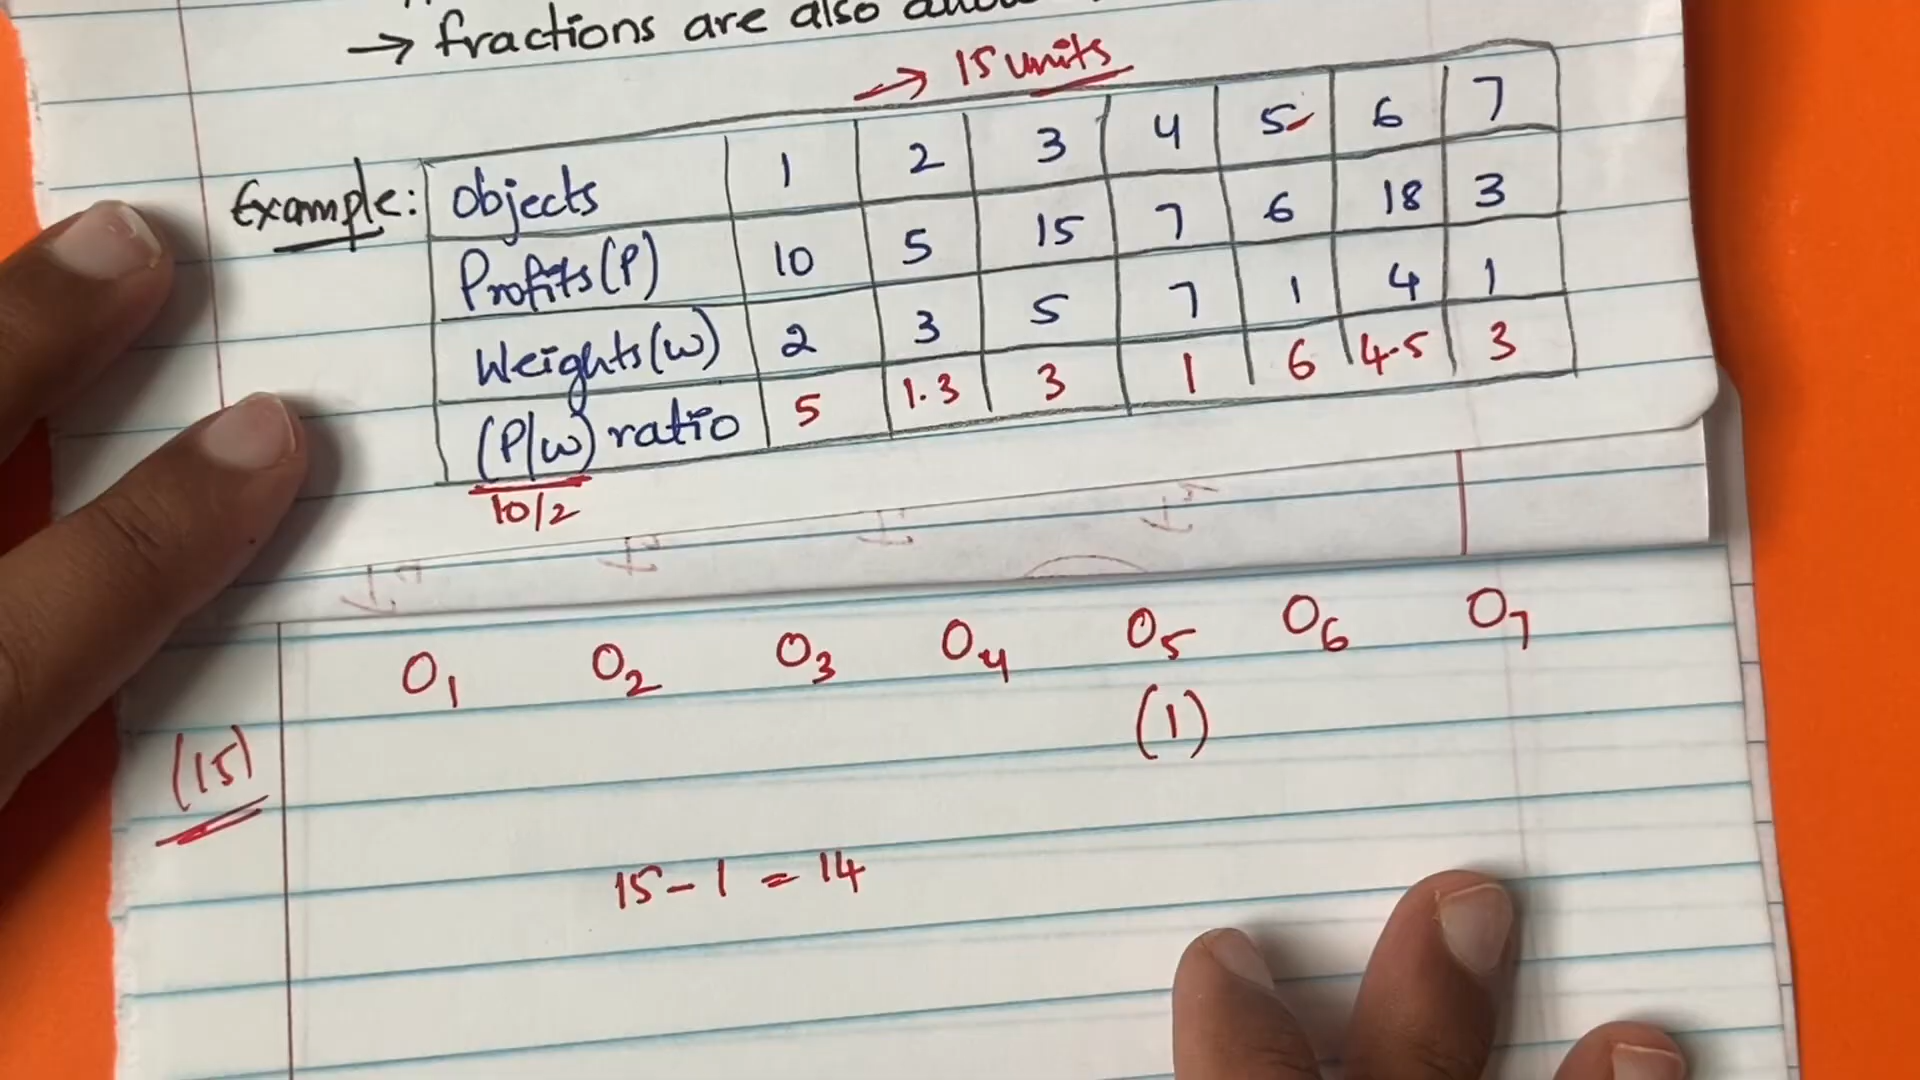 → fractions are also
→ 15 units
Example:
Objects 1 2 3 4 5 6 7
Profits(P) 10 5 15 7 6 18 3
Weights(w) 2 3 5 7 1 4 1
(P/w) ratio 5 1.3 3 1 6 4.5 3
10/2
O1 O2 O3 O4 O5 O6 O7
(1)
(15)
15 - 1 = 14